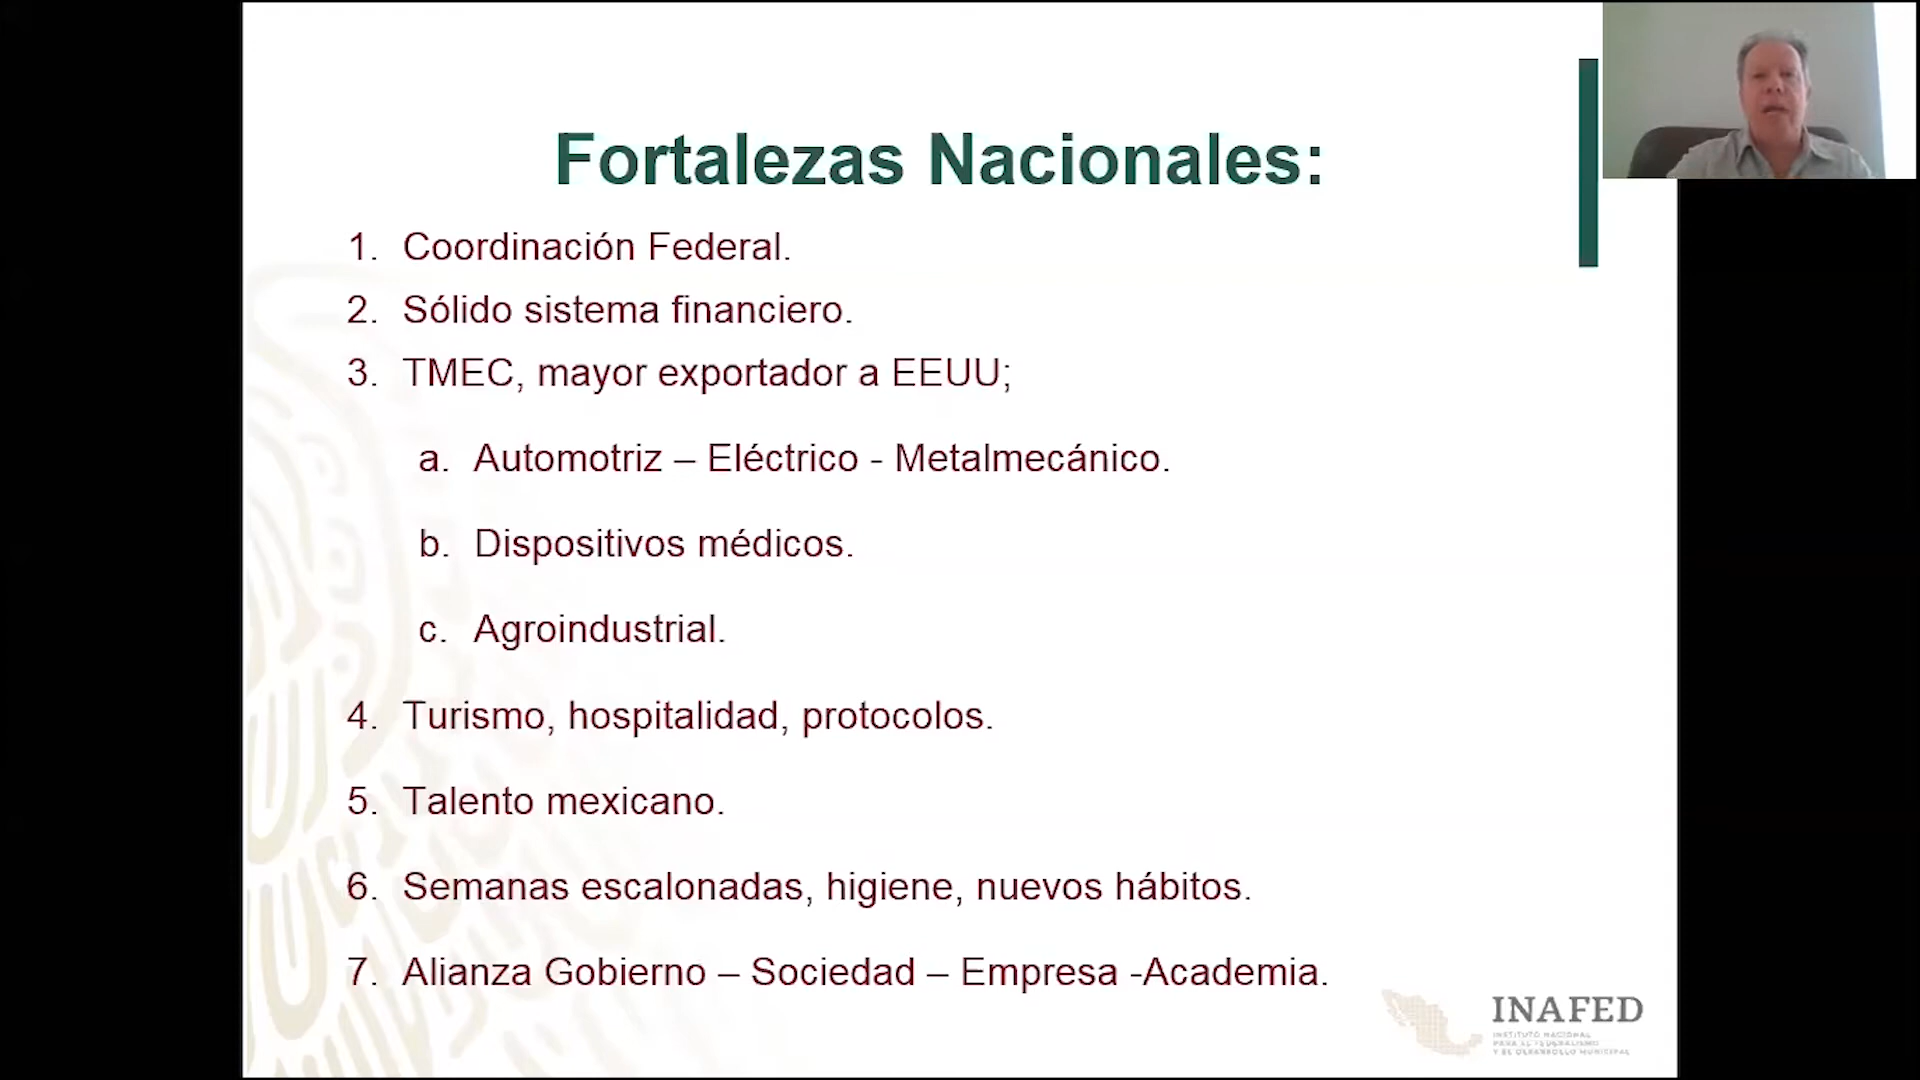 Fortalezas Nacionales:
1. Coordinación Federal.
2. Sólido sistema financiero.
3. TMEC, mayor exportador a EEUU;
a. Automotriz – Eléctrico - Metalmecánico.
b. Dispositivos médicos.
c. Agroindustrial.
4. Turismo, hospitalidad, protocolos.
5. Talento mexicano.
6. Semanas escalonadas, higiene, nuevos hábitos.
7. Alianza Gobierno – Sociedad – Empresa -Academia.
INAFED
INSTITUTO NACIONAL
PARA EL FEDERALISMO
Y EL DESARROLLO MUNICIPAL